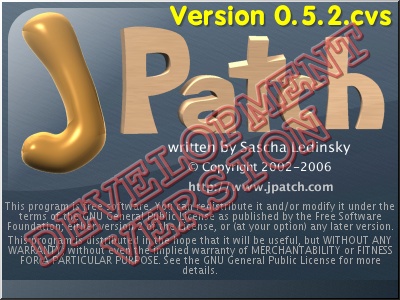 Version 0.5.2.cvs
JPatch
DEVELOPMENT
VERSION
written by Sascha Ledinsky
© Copyright 2002-2006
http://www.jpatch.com
This program is free software. You can redistribute it and/or modify it under the
terms of the GNU General Public License as published by the Free Software
Foundation; either version 2 of the License, or (at your option) any later version.
This program is distributed in the hope that it will be useful, but WITHOUT ANY
WARRANTY; without even the implied warranty of MERCHANTABILITY or FITNESS
FOR A PARTICULAR PURPOSE. See the GNU General Public License for more
details.